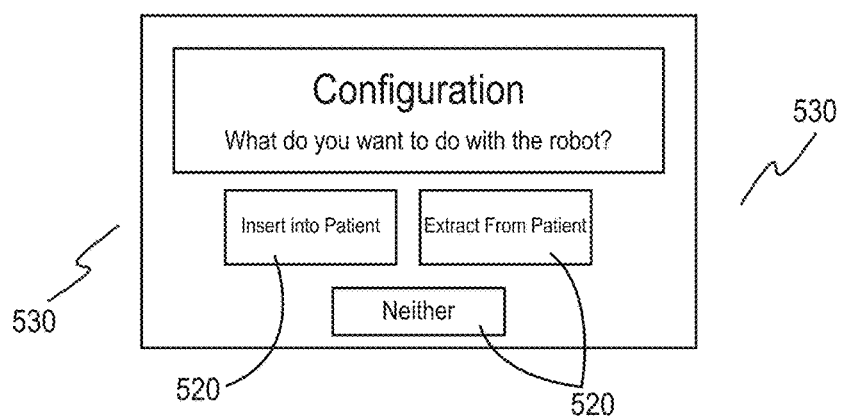 Configuration
What do you want to do with the robot?
530
Insert into Patient
Extract From Patient
Neither
530
520
520